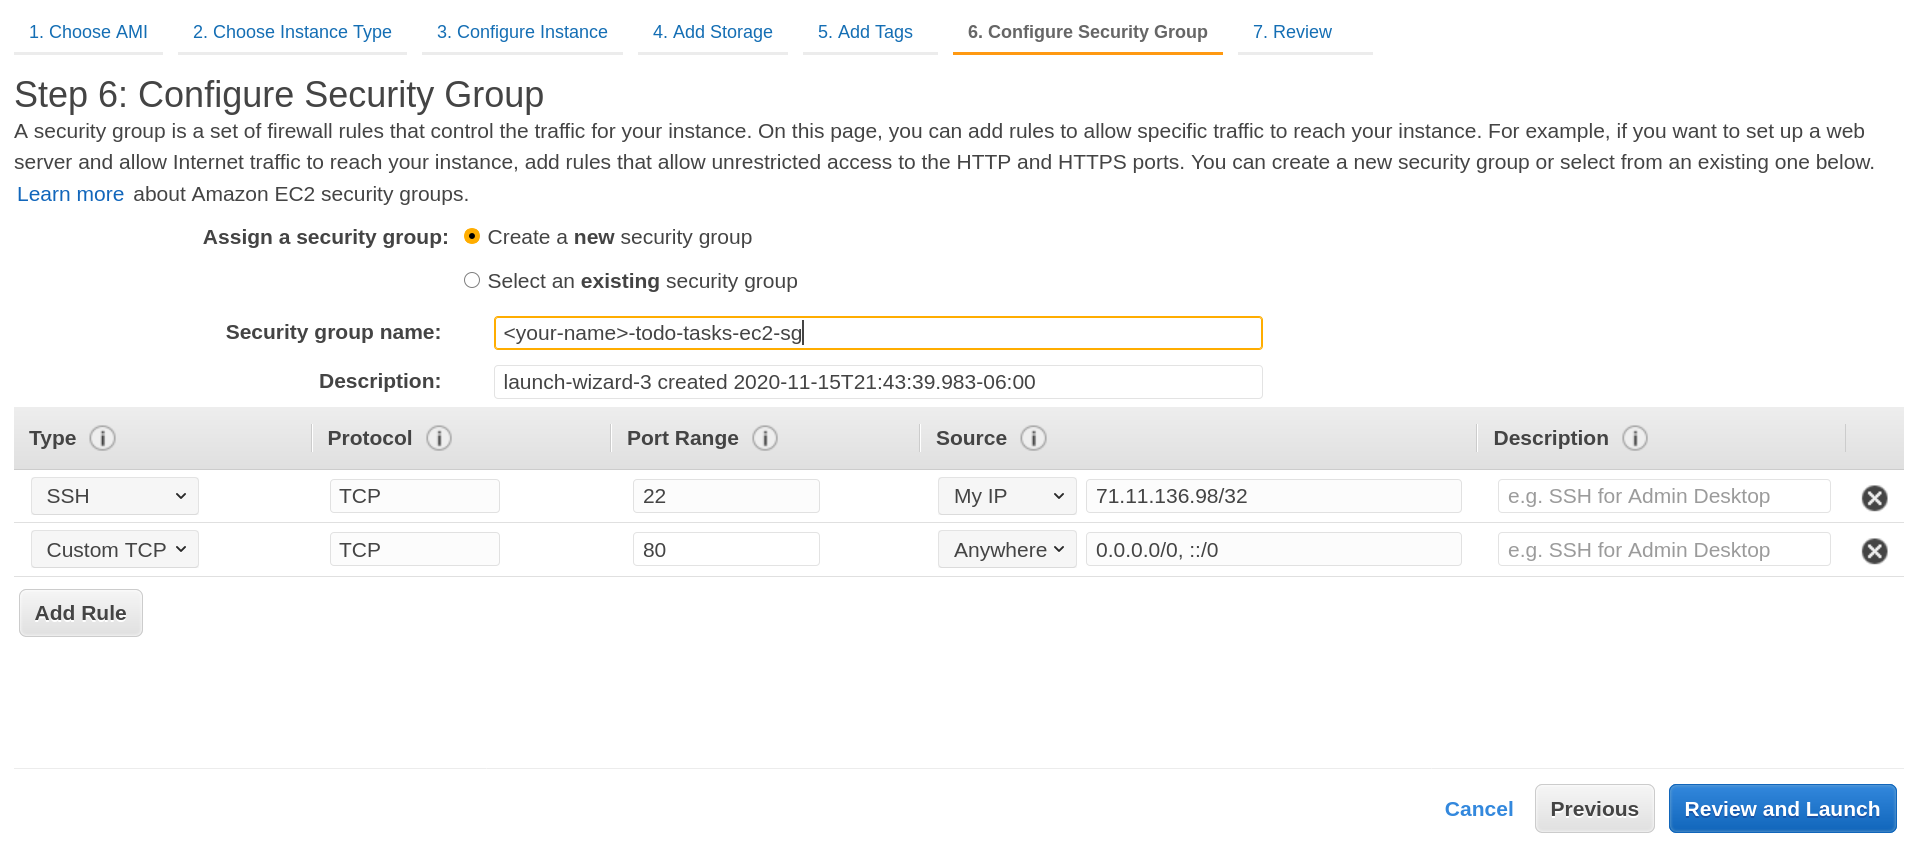 1. Choose AMI 2. Choose Instance Type 3. Configure Instance 4. Add Storage 5. Add Tags 6. Configure Security Group 7. Review
Step 6: Configure Security Group
A security group is a set of firewall rules that control the traffic for your instance. On this page, you can add rules to allow specific traffic to reach your instance. For example, if you want to set up a web
server and allow Internet traffic to reach your instance, add rules that allow unrestricted access to the HTTP and HTTPS ports. You can create a new security group or select from an existing one below.
Learn more about Amazon EC2 security groups.
Assign a security group: Create a new security group
Select an existing security group
Security group name: <your-name>-todo-tasks-ec2-sg
Description: launch-wizard-3 created 2020-11-15T21:43:39.983-06:00
Type i Protocol i Port Range i Source i Description i
SSH TCP 22 My IP 71.11.136.98/32 e.g. SSH for Admin Desktop
Custom TCP TCP 80 Anywhere 0.0.0.0/0, ::/0 e.g. SSH for Admin Desktop
Add Rule
Cancel Previous Review and Launch